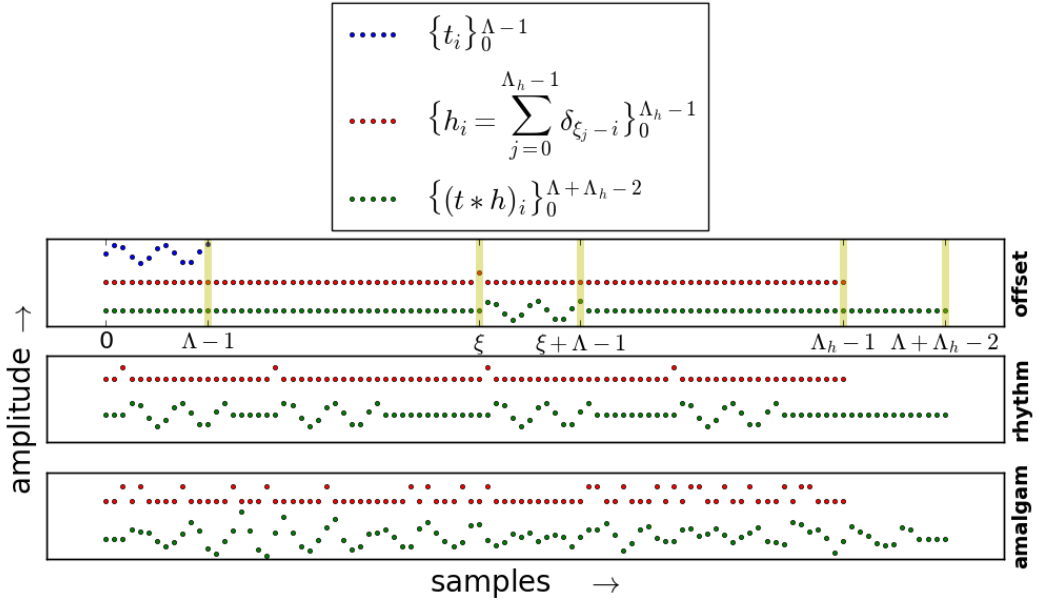 {t_i}_0^{Λ−1}
{h_i = \sum_{j=0}^{Λ_h−1} δ_{ξ_j−i}}_0^{Λ_h−1}
{(t∗h)_i}_0^{Λ+Λ_h−2}
offset
0 Λ−1 ξ ξ+Λ−1 Λ_h−1 Λ+Λ_h−2
amplitude →
rhythm
amalgam
samples →